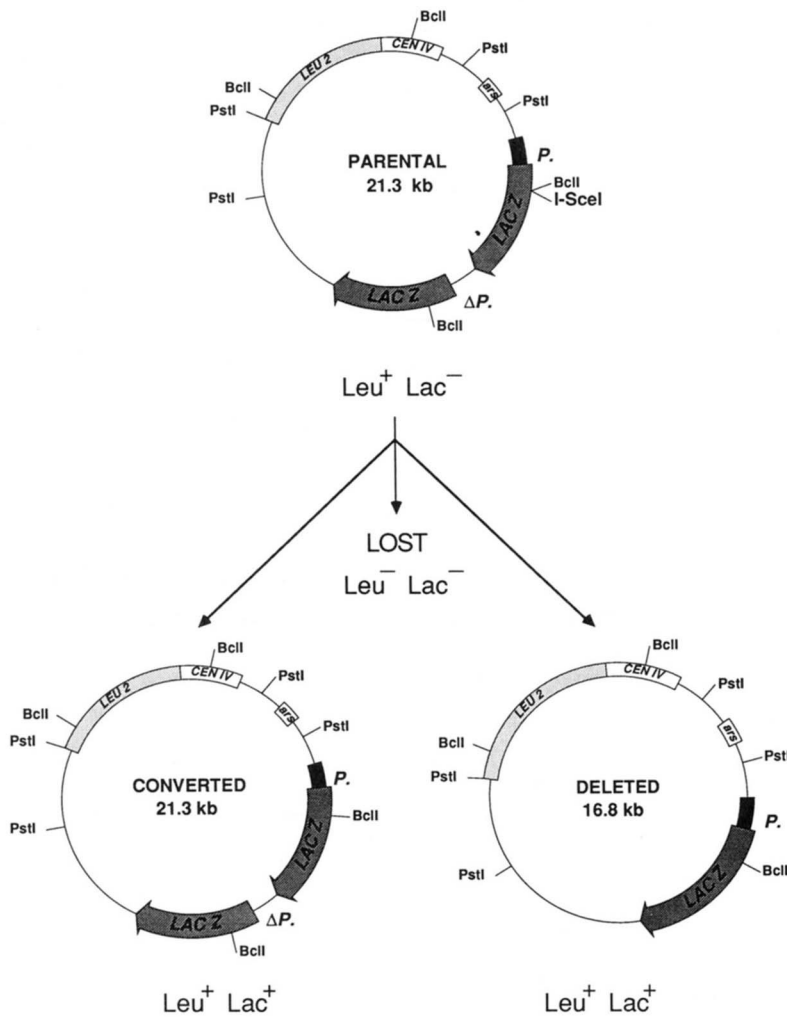 BclI
CEN IV
LEU 2
PstI
BclI
ars
PstI
PstI
PARENTAL
21.3 kb
P.
BclI
I-SceI
PstI
LAC Z
LAC Z
ΔP.
BclI
Leu+ Lac−
LOST
Leu− Lac−
BclI
CEN IV
PstI
LEU 2
ars
BclI
PstI
PstI
CONVERTED
21.3 kb
P.
BclI
PstI
LAC Z
LAC Z
ΔP.
BclI
Leu+ Lac+
BclI
CEN IV
PstI
LEU 2
ars
BclI
PstI
PstI
DELETED
16.8 kb
P.
BclI
PstI
LAC Z
Leu+ Lac+